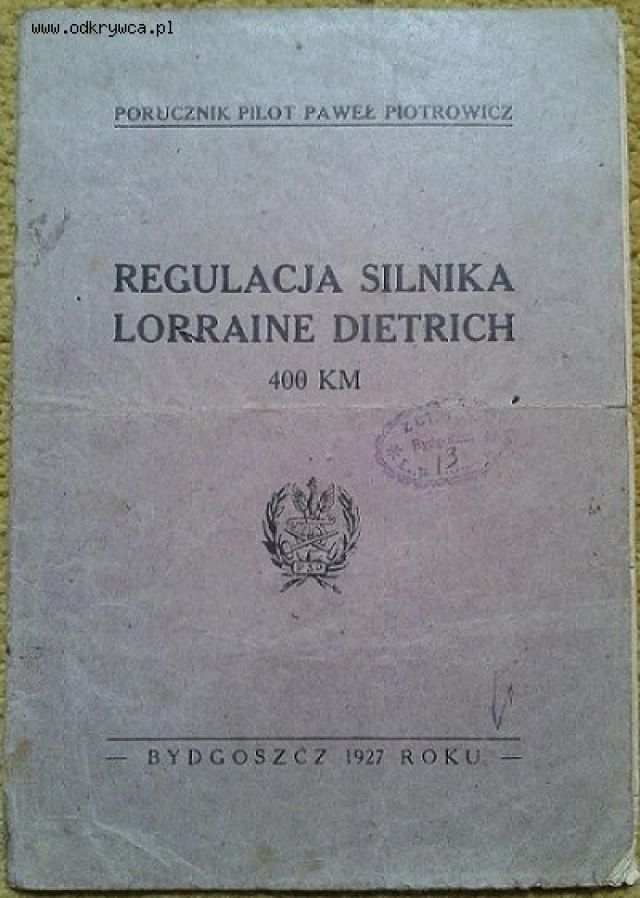 www.odkrywca.pl
PORUCZNIK PILOT PAWEŁ PIOTROWICZ
REGULACJA SILNIKA
LORRAINE DIETRICH
400 KM
13
— BYDGOSZCZ 1927 ROKU —